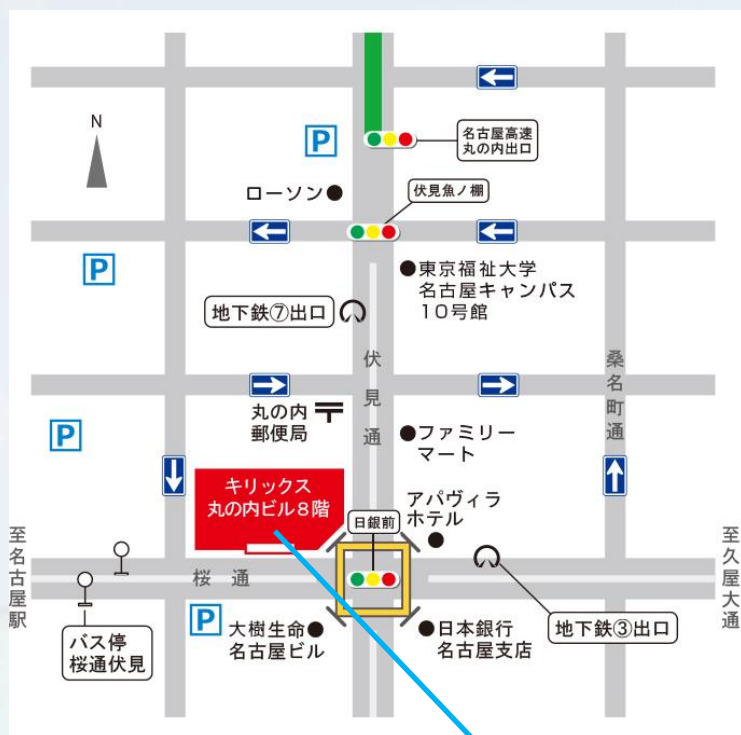 N
P
名古屋高速
丸の内出口
ローソン
伏見魚ノ棚
P
東京福祉大学
名古屋キャンパス
10号館
地下鉄⑦出口
伏見通
桑名町通
丸の内
郵便局
P
ファミリー
マート
キリックス
丸の内ビル8階
アパヴィラ
ホテル
日銀前
至名古屋駅
桜通
至久屋大通
P
大樹生命
名古屋ビル
日本銀行
名古屋支店
地下鉄③出口
バス停
桜通伏見